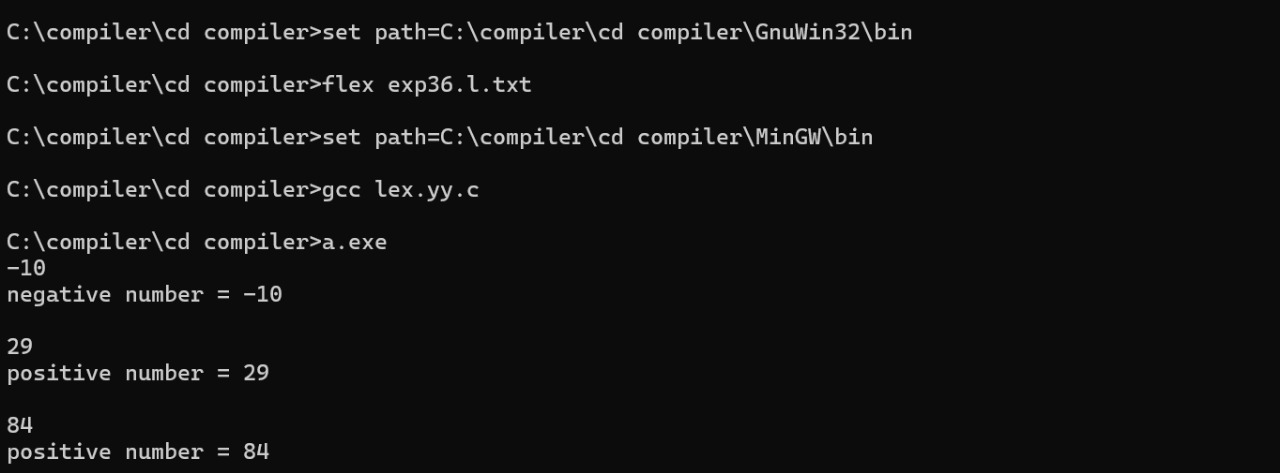 C:\compiler\cd compiler>set path=C:\compiler\cd compiler\GnuWin32\bin
C:\compiler\cd compiler>flex exp36.l.txt
C:\compiler\cd compiler>set path=C:\compiler\cd compiler\MinGW\bin
C:\compiler\cd compiler>gcc lex.yy.c
C:\compiler\cd compiler>a.exe
-10
negative number = -10
29
positive number = 29
84
positive number = 84